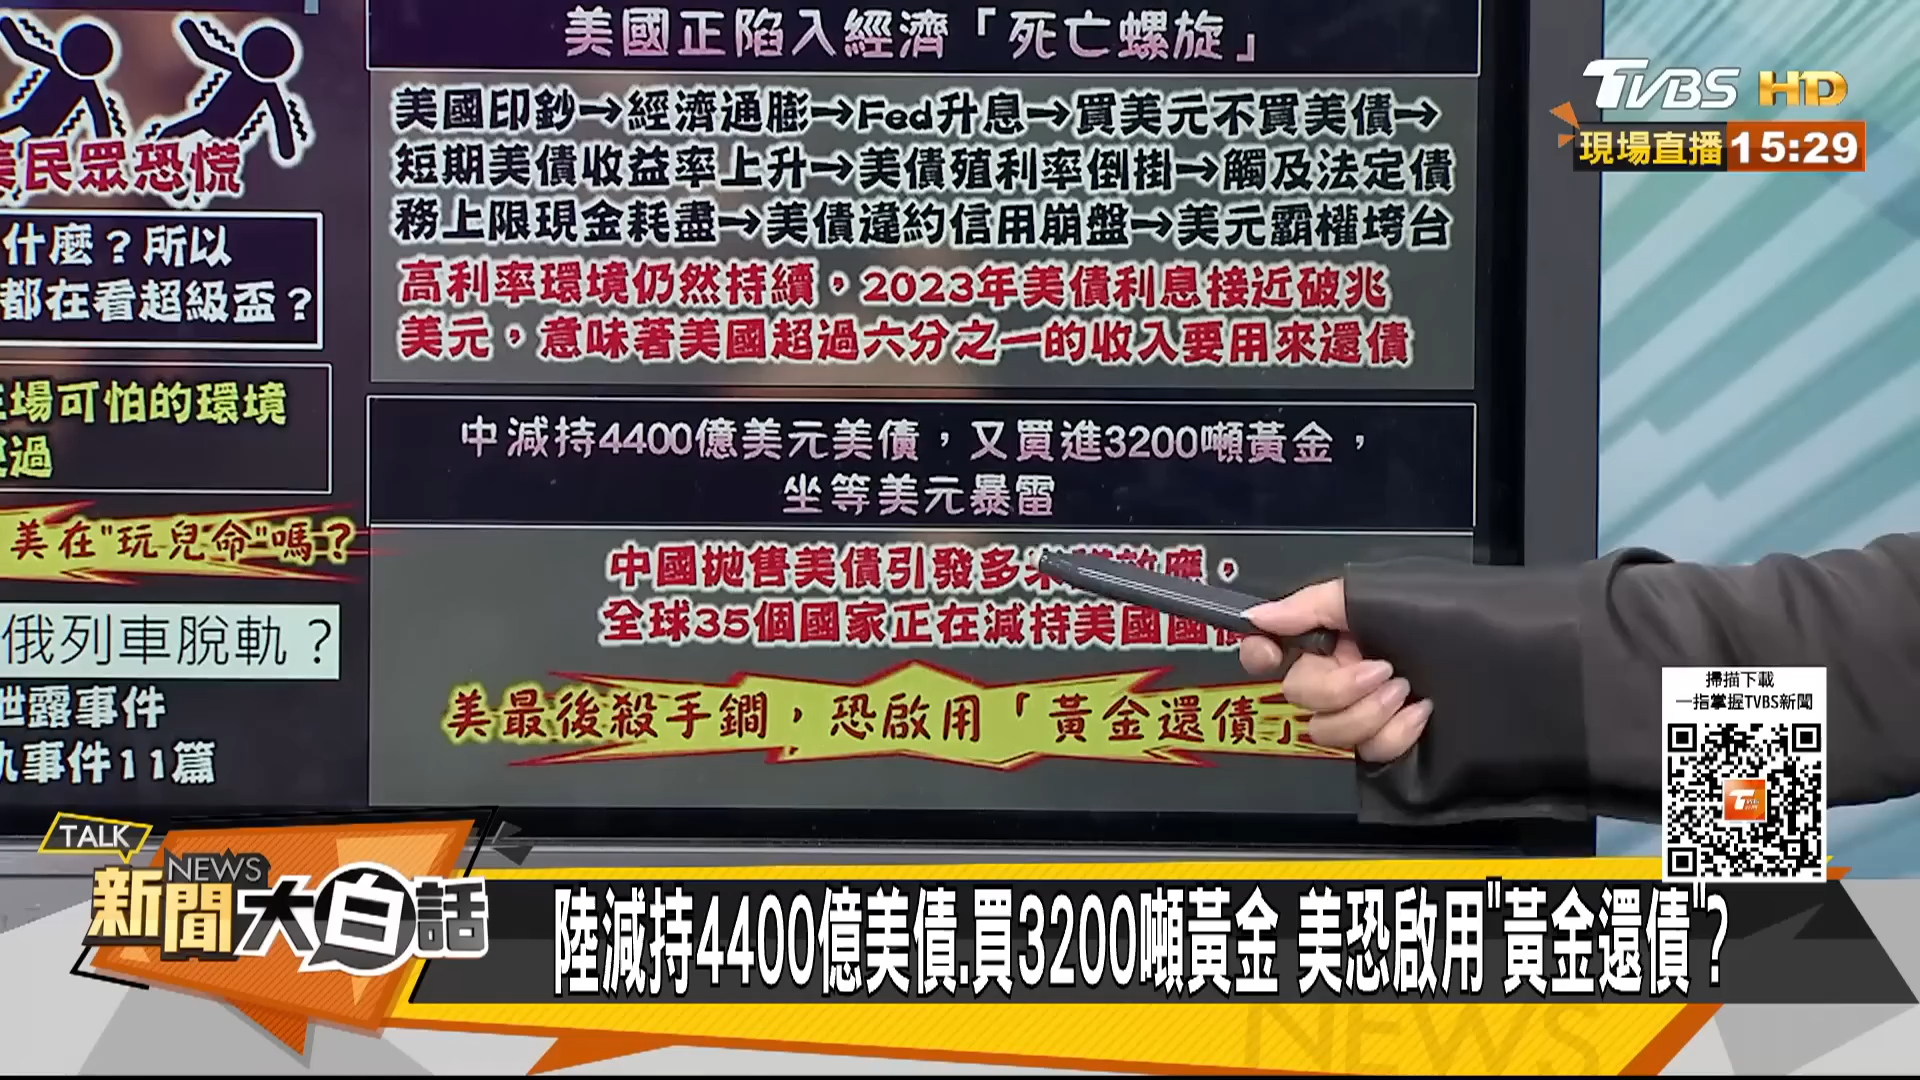 美國正陷入經濟「死亡螺旋」
美國印鈔→經濟通膨→Fed升息→買美元不買美債→
短期美債收益率上升→美債殖利率倒掛→觸及法定債
務上限現金耗盡→美債違約信用崩盤→美元霸權垮台
高利率環境仍然持續，2023年美債利息接近破兆
美元，意味著美國超過六分之一的收入要用來還債
中減持4400億美元美債，又買進3200噸黃金，
坐等美元暴雷
中國拋售美債引發多米
全球35個國家正在減持美國國債
美最後殺手鐧，恐啟用「黃金還債」
民眾恐慌
什麼？所以
都在看超級盃？
場可怕的環境
過
美在"玩兒命"嗎？
俄列車脫軌？
泄露事件
軌事件11篇
TVBS HD
現場直播 15:29
掃描下載
一指掌握TVBS新聞
TALK
NEWS
新聞大白話
陸減持4400億美債.買3200噸黃金 美恐啟用"黃金還債"?
NEWS